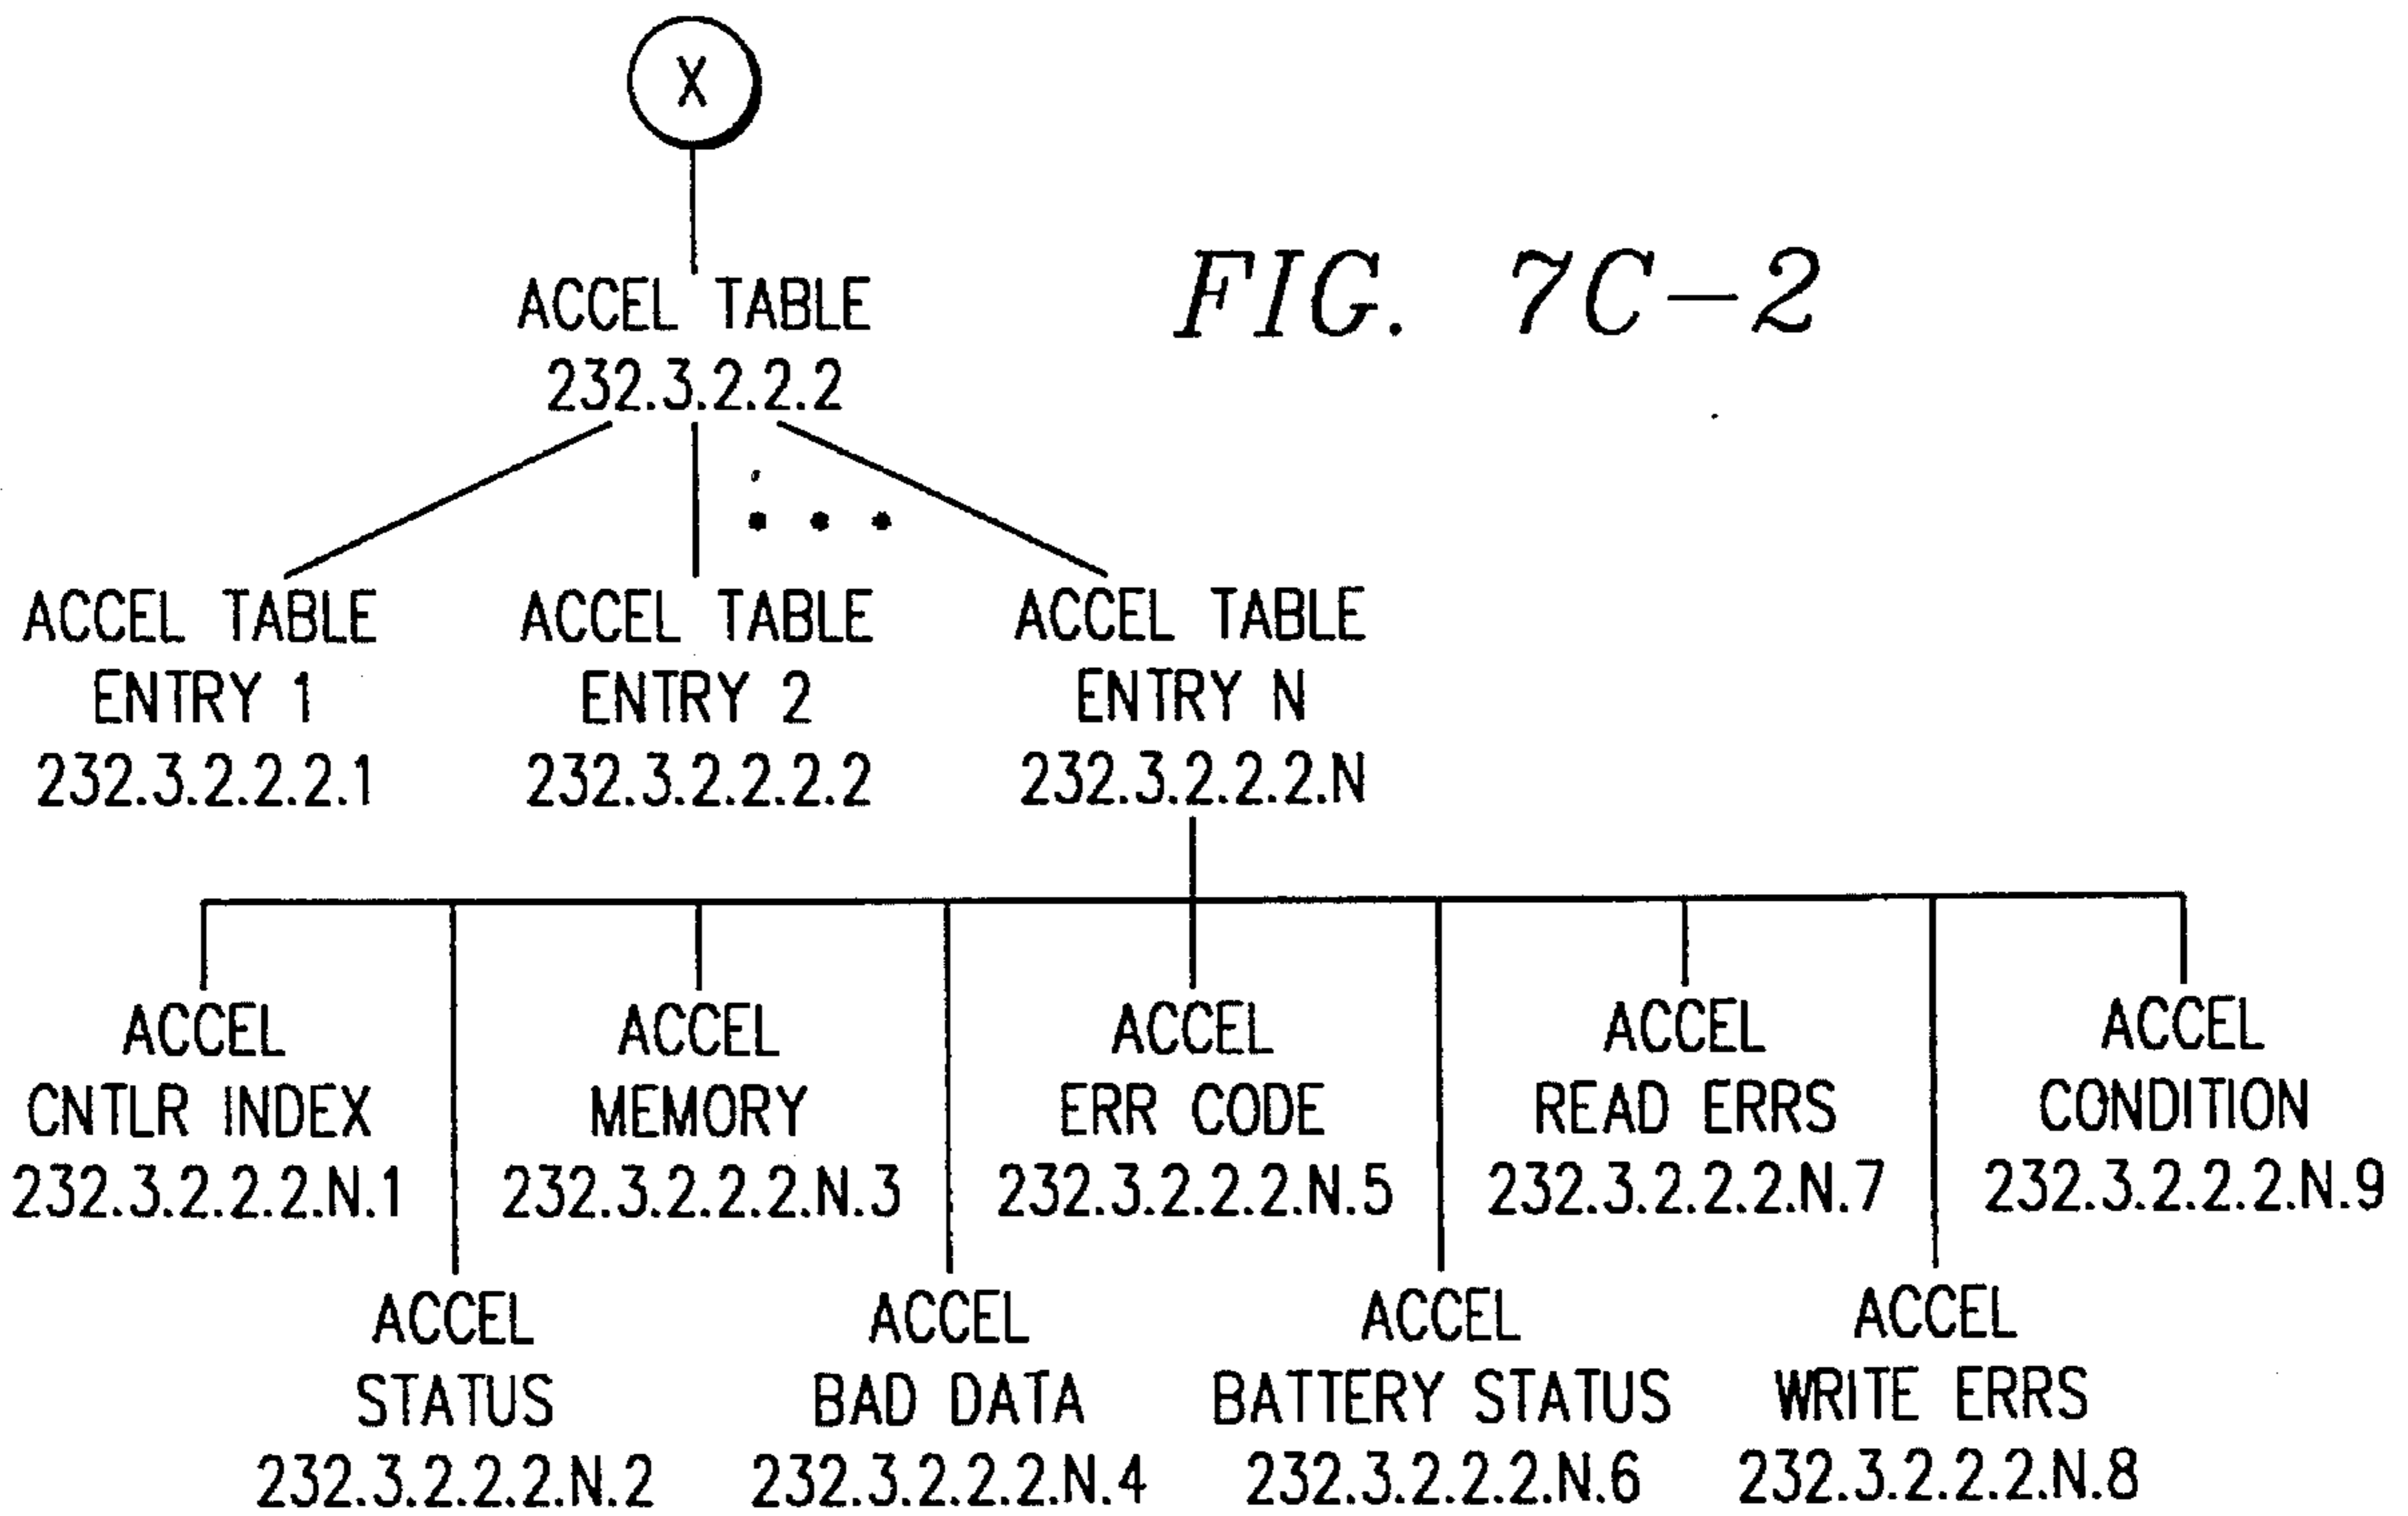 X
FIG. 7C-2
ACCEL TABLE
232.3.2.2.2
ACCEL TABLE
ENTRY 1
232.3.2.2.2.1
ACCEL TABLE
ENTRY 2
232.3.2.2.2.2
ACCEL TABLE
ENTRY N
232.3.2.2.2.N
ACCEL
CNTLR INDEX
232.3.2.2.2.N.1
ACCEL
STATUS
232.3.2.2.2.N.2
ACCEL
MEMORY
232.3.2.2.2.N.3
ACCEL
BAD DATA
232.3.2.2.2.N.4
ACCEL
ERR CODE
232.3.2.2.2.N.5
ACCEL
BATTERY STATUS
232.3.2.2.2.N.6
ACCEL
READ ERRS
232.3.2.2.2.N.7
ACCEL
WRITE ERRS
232.3.2.2.2.N.8
ACCEL
CONDITION
232.3.2.2.2.N.9